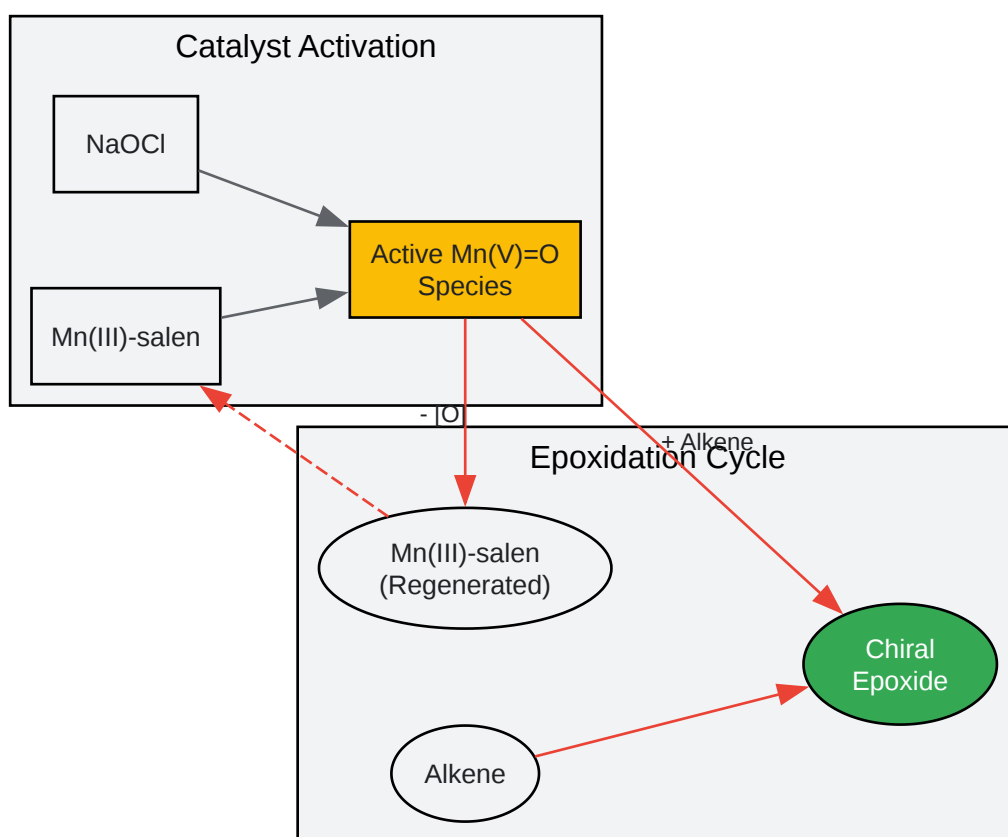 Catalyst Activation
NaOCl
Active Mn(V)=O
Species
Mn(III)-salen
- [O]
+ Alkene
Epoxidation Cycle
Mn(III)-salen
(Regenerated)
Chiral
Epoxide
Alkene